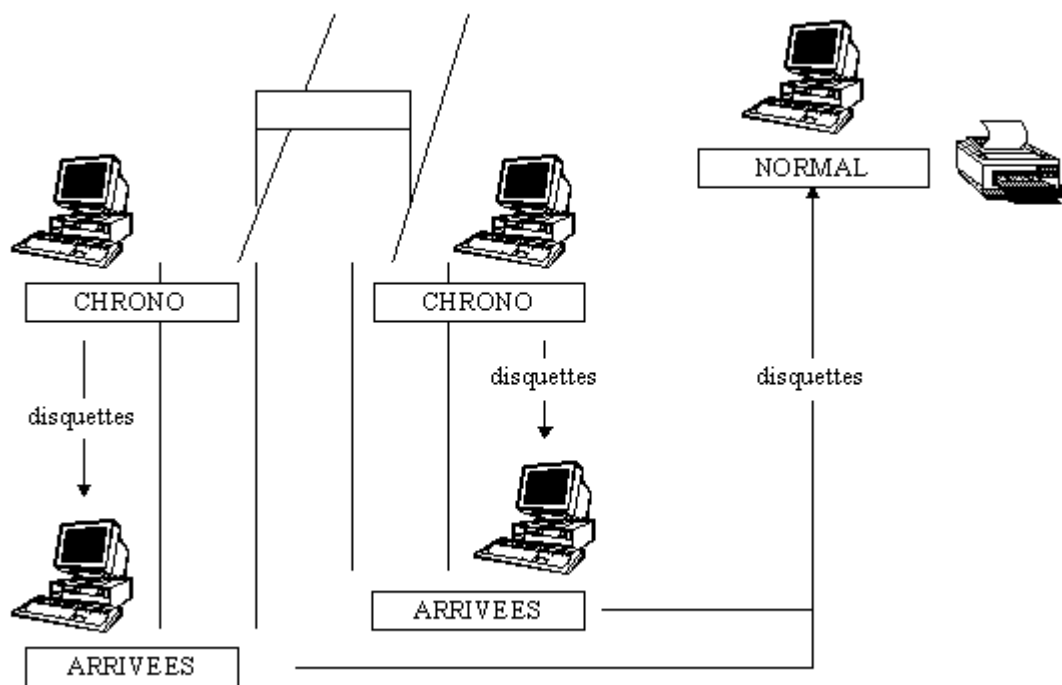 NORMAL
CHRONO
CHRONO
disquettes
disquettes
disquettes
ARRIVEES
ARRIVEES